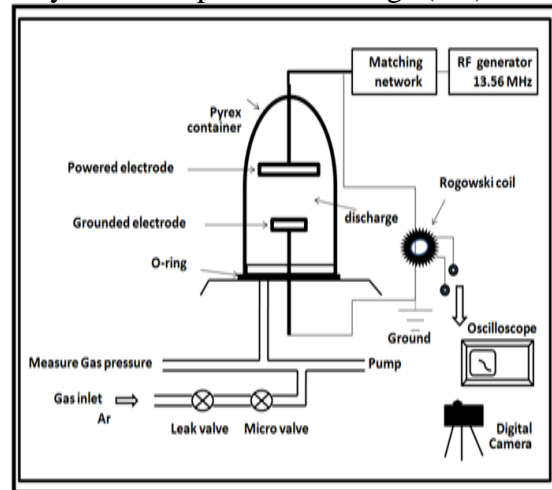 Matching
network
RF generator
13.56 MHz
Pyrex
container
Powered electrode
Rogowski coil
discharge
Grounded electrode
O-ring
Ground
Oscilloscope
Measure Gas pressure
Pump
Gas inlet
Ar
Leak valve
Micro valve
Digital
Camera